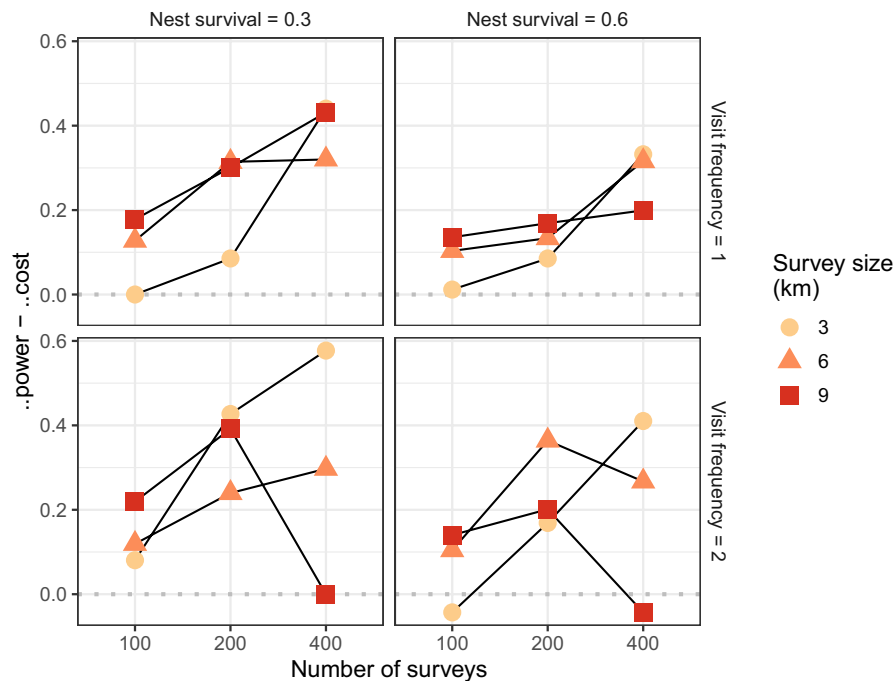 Nest survival = 0.3
Nest survival = 0.6
0.6
0.4
0.2
0.0
Visit frequency = 1
0.6
0.4
0.2
0.0
Visit frequency = 2
..power − ..cost
100
200
400
100
200
400
Number of surveys
Survey size
(km)
3
6
9